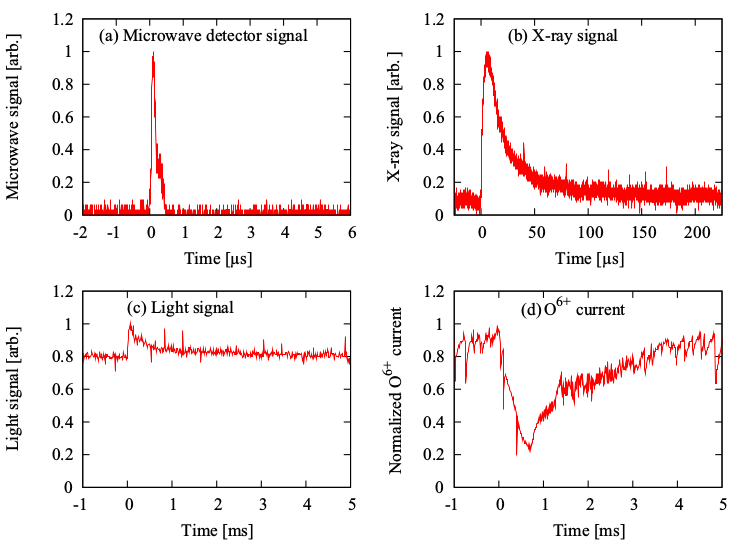 (a) Microwave detector signal
Microwave signal [arb.]
1.2
1
0.8
0.6
0.4
0.2
0
-2 -1 0 1 2 3 4 5 6
Time [µs]
(b) X-ray signal
X-ray signal [arb.]
1.2
1
0.8
0.6
0.4
0.2
0
0 50 100 150 200
Time [µs]
(c) Light signal
Light signal [arb.]
1.2
1
0.8
0.6
0.4
0.2
0
-1 0 1 2 3 4 5
Time [ms]
(d) O⁶⁺ current
Normalized O⁶⁺ current
1.2
1
0.8
0.6
0.4
0.2
0
-1 0 1 2 3 4 5
Time [ms]